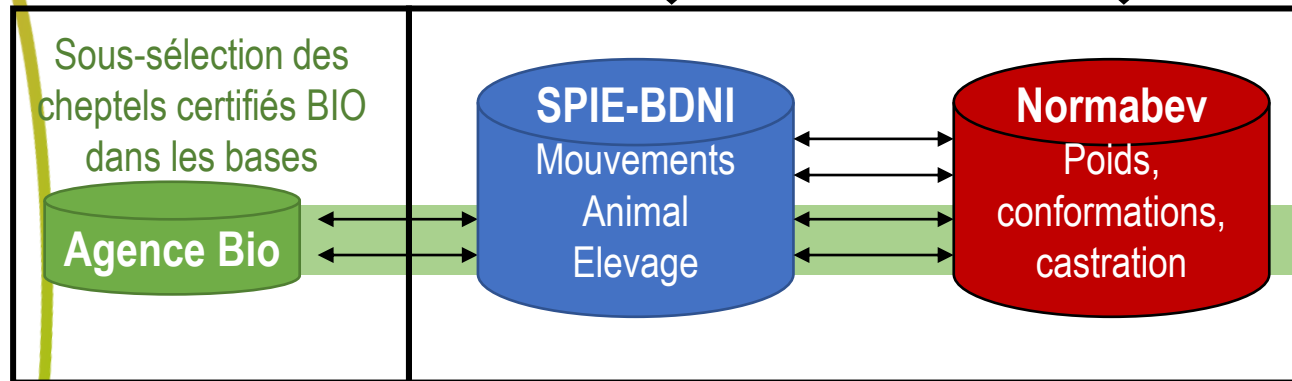 Sous-sélection des
cheptels certifiés BIO
dans les bases
Agence Bio
SPIE-BDNI
Mouvements
Animal
Elevage
Normabev
Poids,
conformations,
castration